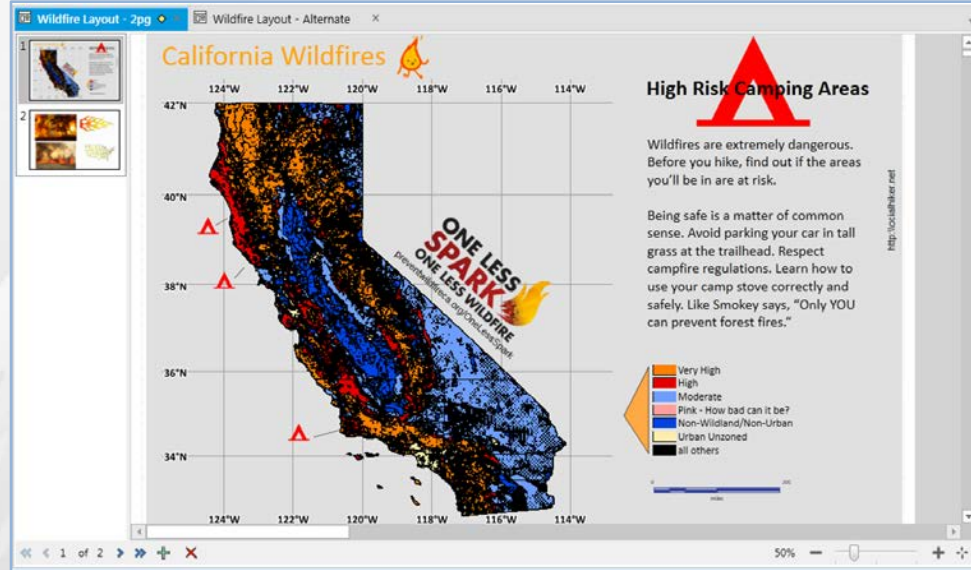 Wildfire Layout - 2pg
Wildfire Layout - Alternate
1
2
California Wildfires
124°W 122°W 120°W 118°W 116°W 114°W
42°N
40°N
38°N
36°N
34°N
124°W 122°W 120°W 118°W 116°W 114°W
ONE LESS
SPARK
ONE LESS WILDFIRE
preventwildfireca.org/OneLessSpark
High Risk Camping Areas
Wildfires are extremely dangerous.
Before you hike, find out if the areas
you'll be in are at risk.
Being safe is a matter of common
sense. Avoid parking your car in tall
grass at the trailhead. Respect
campfire regulations. Learn how to
use your camp stove correctly and
safely. Like Smokey says, “Only YOU
can prevent forest fires.”
Very High
High
Moderate
Pink - How bad can it be?
Non-Wildland/Non-Urban
Urban Unzoned
all others
0
miles
1 of 2
50%